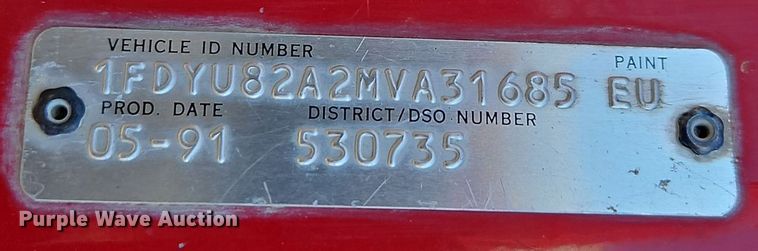 VEHICLE ID NUMBER PAINT
1FDYU82A2MVA31685 EU
PROD. DATE DISTRICT/DSO NUMBER
05-91 530735
Purple Wave Auction